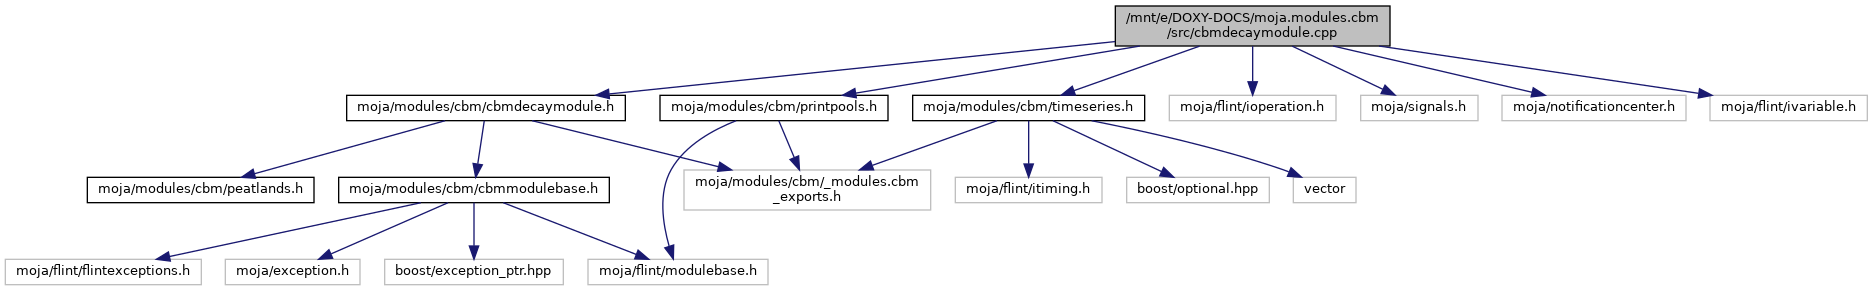 /mnt/e/DOXY-DOCS/moja.modules.cbm
/src/cbmdecaymodule.cpp
moja/modules/cbm/cbmdecaymodule.h
moja/modules/cbm/printpools.h
moja/modules/cbm/timeseries.h
moja/flint/ioperation.h
moja/signals.h
moja/notificationcenter.h
moja/flint/ivariable.h
moja/modules/cbm/peatlands.h
moja/modules/cbm/cbmmodulebase.h
moja/modules/cbm/_modules.cbm
_exports.h
moja/flint/itiming.h
boost/optional.hpp
vector
moja/flint/flintexceptions.h
moja/exception.h
boost/exception_ptr.hpp
moja/flint/modulebase.h